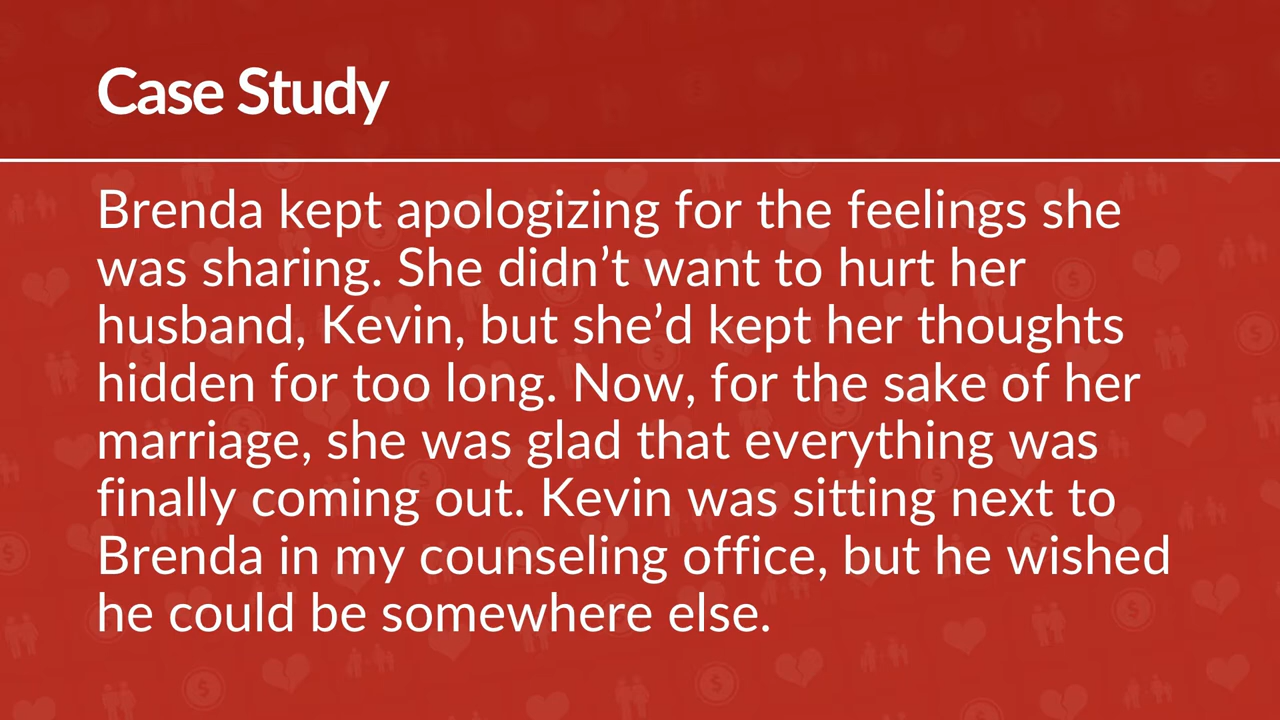 Case Study
Brenda kept apologizing for the feelings she
was sharing. She didn’t want to hurt her
husband, Kevin, but she’d kept her thoughts
hidden for too long. Now, for the sake of her
marriage, she was glad that everything was
finally coming out. Kevin was sitting next to
Brenda in my counseling office, but he wished
he could be somewhere else.